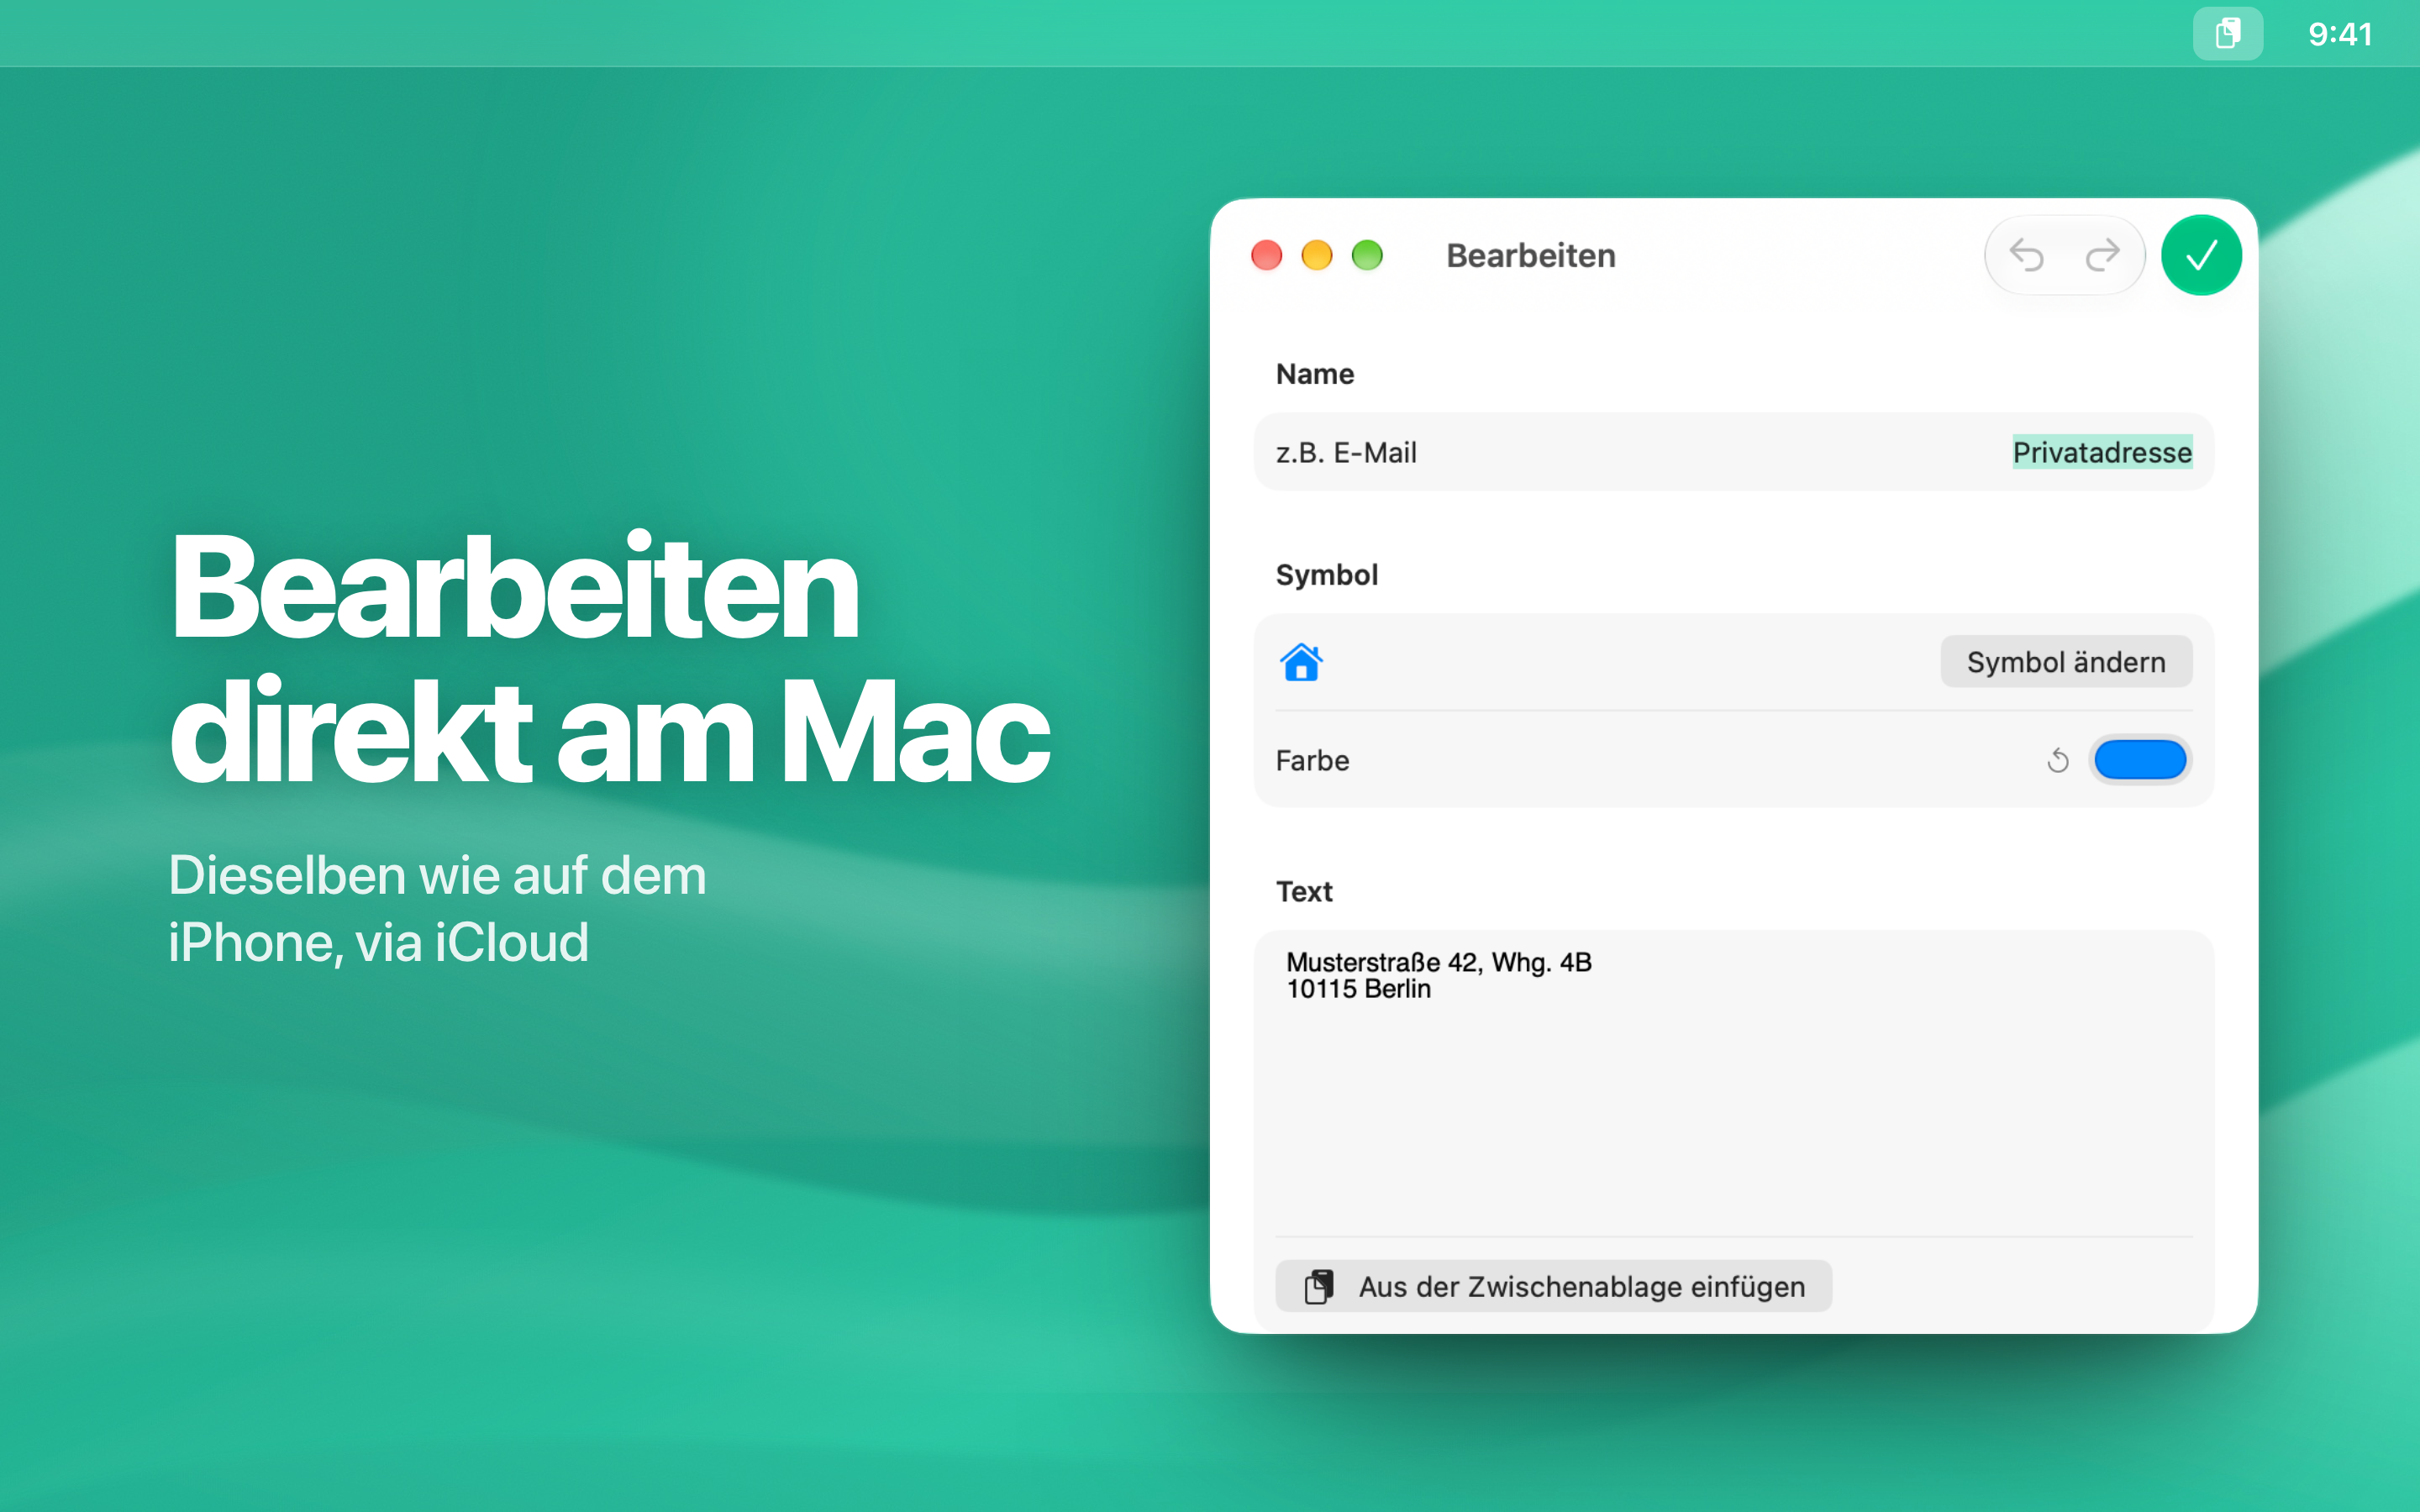 9:41
Bearbeiten
direkt am Mac
Dieselben wie auf dem
iPhone, via iCloud
Bearbeiten
Name
z.B. E-Mail
Privatadresse
Symbol
Symbol ändern
Farbe
Text
Musterstraße 42, Whg. 4B
10115 Berlin
Aus der Zwischenablage einfügen